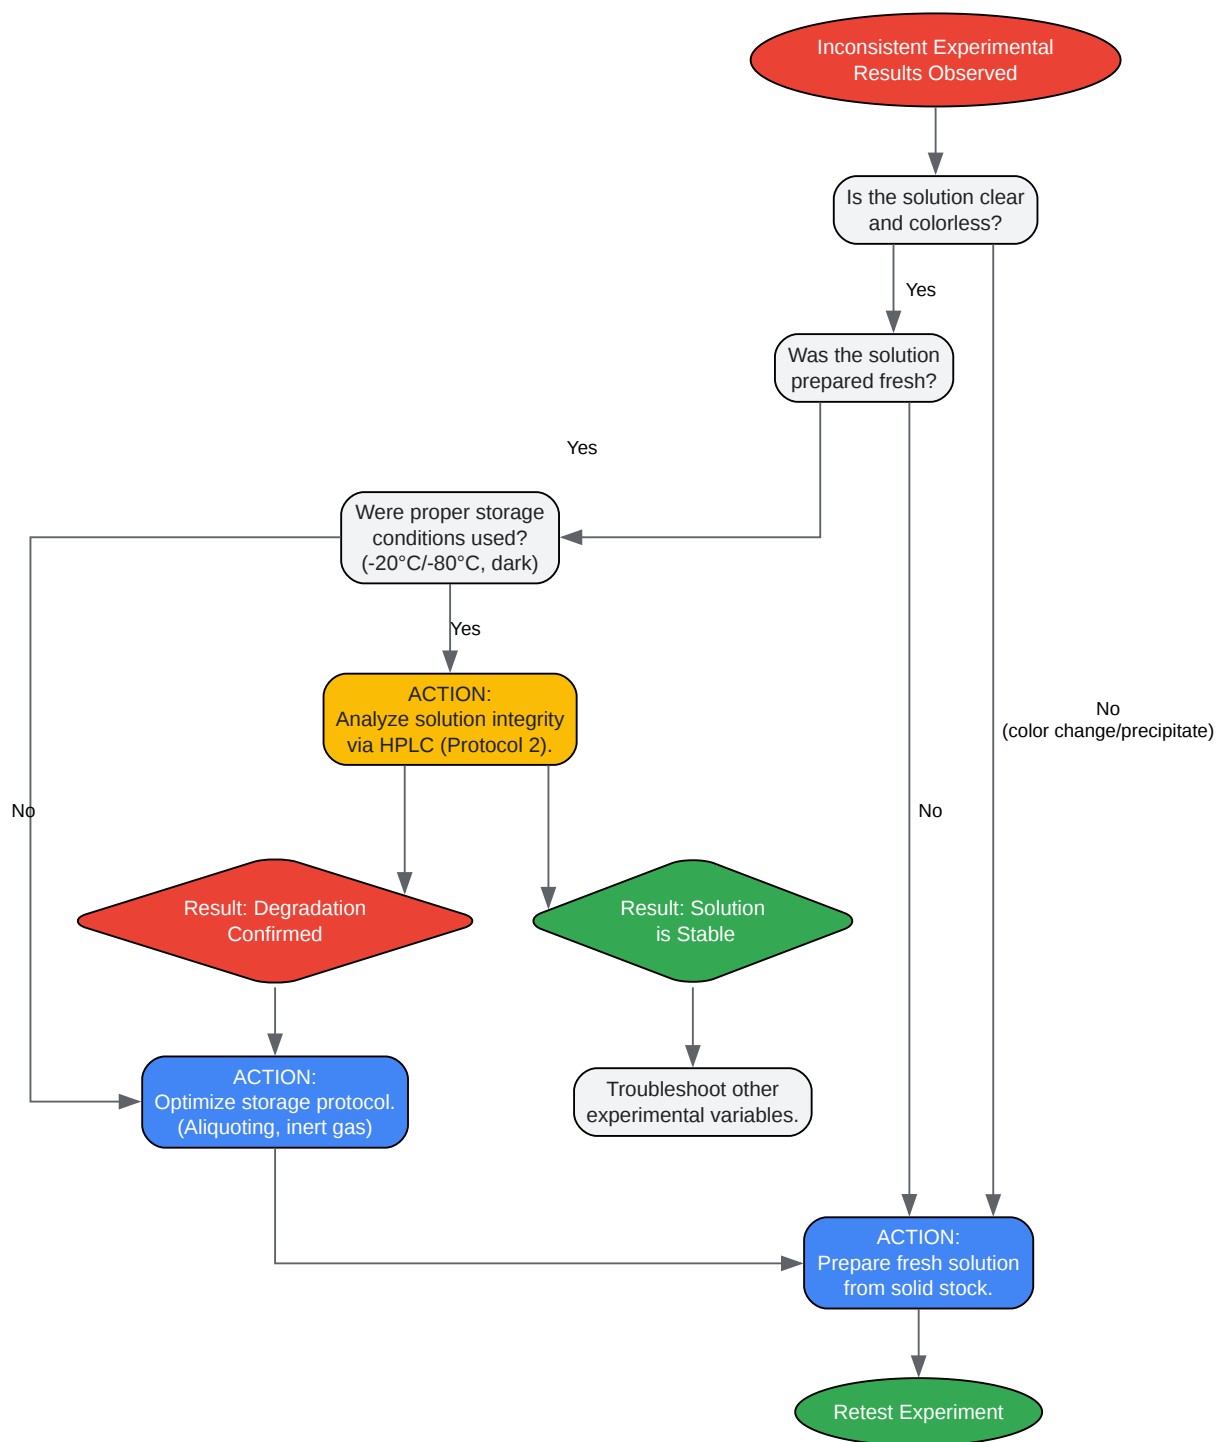 Inconsistent Experimental
Results Observed
Is the solution clear
and colorless?
Yes
Was the solution
prepared fresh?
Yes
Were proper storage
conditions used?
(-20°C/-80°C, dark)
Yes
ACTION:
Analyze solution integrity
via HPLC (Protocol 2).
No
(color change/precipitate)
No
No
Result: Degradation
Confirmed
Result: Solution
is Stable
ACTION:
Optimize storage protocol.
(Aliquoting, inert gas)
Troubleshoot other
experimental variables.
ACTION:
Prepare fresh solution
from solid stock.
Retest Experiment